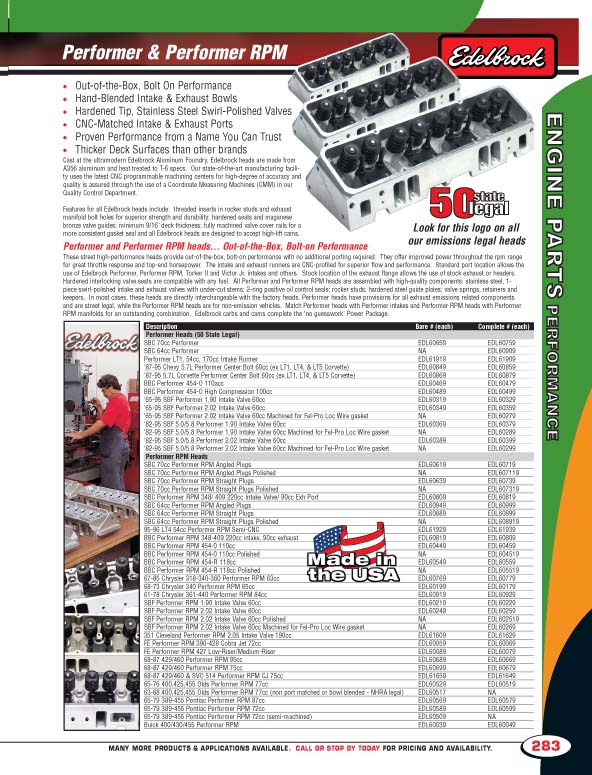 Performer & Performer RPM
Edelbrock
• Out-of-the-Box, Bolt On Performance
• Hand-Blended Intake & Exhaust Bowls
• Hardened Tip, Stainless Steel Swirl-Polished Valves
• CNC-Matched Intake & Exhaust Ports
• Proven Performance from a Name You Can Trust
• Thicker Deck Surfaces than other brands
Cast at the ultramodern Edelbrock Aluminum Foundry, Edelbrock heads are made from
A356 aluminum and heat treated to T-6 specs. Our state-of-the-art manufacturing facili-
ty uses the latest CNC programmable machining centers for high-degree of accuracy and
quality is assured through the use of a Coordinate Measuring Machines (CMM) in our
Quality Control Department.
Features for all Edelbrock heads include: threaded inserts in rocker studs and exhaust
manifold bolt holes for superior strength and durability; hardened seats and maganese
bronze valve guides; minimum 9/16" deck thickness; fully machined valve cover rails for a
more consistent gasket seal and all Edelbrock heads are designed to accept high-lift cams.
50 state legal
Look for this logo on all
our emissions legal heads
Performer and Performer RPM heads... Out-of-the-Box, Bolt-on Performance
These street high-performance heads provide out-of-the-box, bolt-on performance with no additional porting required. They offer improved performance throughout the rpm range
for great throttle response and top-end horsepower. The intake and exhaust runners are CNC-profiled for superior flow and performance. Standard port location allows the
use of Edelbrock Performer, Performer RPM, Torker II and Victor Jr. intakes and others. Stock location of the exhaust flange allows the use of stock exhaust or headers.
Hardened interlocking valve seats are compatible with any fuel. All Performer and Performer RPM heads are assembled with high-quality components: stainless steel, 1-
piece swirl-polished intake and exhaust valves with under-cut stems; 2-ring positive oil control seals; rocker studs; hardened steel guide plates; valve springs, retainers and
keepers. In most cases, these heads are directly interchangeable with the factory heads. Performer heads have provisions for all exhaust emissions related components
and are street legal, while the Performer RPM heads are for non-emission vehicles. Match Performer heads with Performer intakes and Performer RPM heads with Performer
RPM manifolds for an outstanding combination. Edelbrock carbs and cams complete the 'no guesswork' Power Package.
Edelbrock
Description Bare # (each) Complete # (each)
Performer Heads (50 State Legal)
SBC 70cc Performer EDL60659 EDL60759
SBC 64cc Performer NA EDL60909
Performer LT1, 54cc, 170cc Intake Runner EDL61919 EDL61909
'87-95 Chevy 5.7L Performer Center Bolt 60cc (ex LT1, LT4, & LT5 Corvette) EDL60849 EDL60859
'87-95 5.7L Corvette Performer Center Bolt 60cc (ex LT1, LT4, & LT5 Corvette) EDL60869 EDL60879
BBC Performer 454-O 110acc EDL60469 EDL60479
BBC Performer 454-O High Compression 100cc EDL60489 EDL60499
'65-95 SBF Performer 1.90 Intake Valve 60cc EDL60319 EDL60329
'65-95 SBF Performer 2.02 Intake Valve 60cc EDL60349 EDL60359
'65-95 SBF Performer 2.02 Intake Valve 60cc Machined for Fel-Pro Loc Wire gasket NA EDL60279
'82-95 SBF 5.0/5.8 Performer 1.90 Intake Valve 60cc EDL60369 EDL60379
'82-95 SBF 5.0/5.8 Performer 1.90 Intake Valve 60cc Machined for Fel-Pro Loc Wire gasket NA EDL60289
'82-95 SBF 5.0/5.8 Performer 2.02 Intake Valve 60cc EDL60389 EDL60399
'82-95 SBF 5.0/5.8 Performer 2.02 Intake Valve 60cc Machined for Fel-Pro Loc Wire gasket NA EDL60299
Performer RPM Heads
SBC 70cc Performer RPM Angled Plugs EDL60619 EDL60719
SBC 70cc Performer RPM Angled Plugs Polished NA EDL607119
SBC 70cc Performer RPM Straight Plugs EDL60639 EDL60739
SBC 70cc Performer RPM Straight Plugs Polished NA EDL607319
SBC Performer RPM 348/ 409 220cc Intake Valve/ 90cc Exh Port EDL60809 EDL60819
SBC 64cc Performer RPM Angled Plugs EDL60949 EDL60999
SBC 64cc Performer RPM Straight Plugs EDL60889 EDL60899
SBC 64cc Performer RPM Straight Plugs Polished NA EDL608919
95-96 LT4 54cc Performer RPM Semi-CNC EDL61929 EDL61939
BBC Performer RPM 348-409 220cc intake, 90cc exhaust EDL60819 EDL60809
BBC Performer RPM 454-O 110cc EDL60449 EDL60459
BBC Performer RPM 454-O 110cc Polished NA EDL604519
BBC Performer RPM 454-R 118cc EDL60549 EDL60559
BBC Performer RPM 454-R 118cc Polished NA EDL605519
67-85 Chrysler 318-340-360 Performer RPM 63cc EDL60769 EDL60779
68-73 Chrysler 340 Performer RPM 65cc EDL60199 EDL60179
61-78 Chrysler 361-440 Performer RPM 84cc EDL60919 EDL60929
SBF Performer RPM 1.90 Intake Valve 60cc EDL60219 EDL60229
SBF Performer RPM 2.02 Intake Valve 60cc EDL60249 EDL60259
SBF Performer RPM 2.02 Intake Valve 60cc Polished NA EDL602519
SBF Performer RPM 2.02 Intake Valve 60cc Machined for Fel-Pro Loc Wire gasket NA EDL60269
351 Cleveland Performer RPM 2.05 Intake Valve 190cc EDL61609 EDL61629
FE Performer RPM 390-428 Cobra Jet 72cc EDL60059 EDL60069
FE Performer RPM 427 Low-Riser/Medium-Riser EDL60089 EDL60079
68-87 429/460 Performer RPM 95cc EDL60689 EDL60669
68-87 429/460 Performer RPM 75cc EDL60699 EDL60679
68-87 429/460 & SVO 514 Performer RPM CJ 75cc EDL61659 EDL61649
65-76 400,425,455 Olds Performer RPM 77cc EDL60529 EDL60519
63-68 400,425,455 Olds Performer RPM 77cc (non port matched or bowl blended - NHRA legal) EDL60517 NA
65-79 389-455 Pontiac Performer RPM 87cc EDL60569 EDL60579
65-79 389-455 Pontiac Performer RPM 72cc EDL60589 EDL60599
65-79 389-455 Pontiac Performer RPM 72cc (semi-machined) EDL60509 NA
Buick 400/430/455 Performer RPM EDL60039 EDL60049
Made in
the USA
ENGINE PARTS PERFORMANCE
MANY MORE PRODUCTS & APPLICATIONS AVAILABLE. CALL OR STOP BY TODAY FOR PRICING AND AVAILABILITY.
283